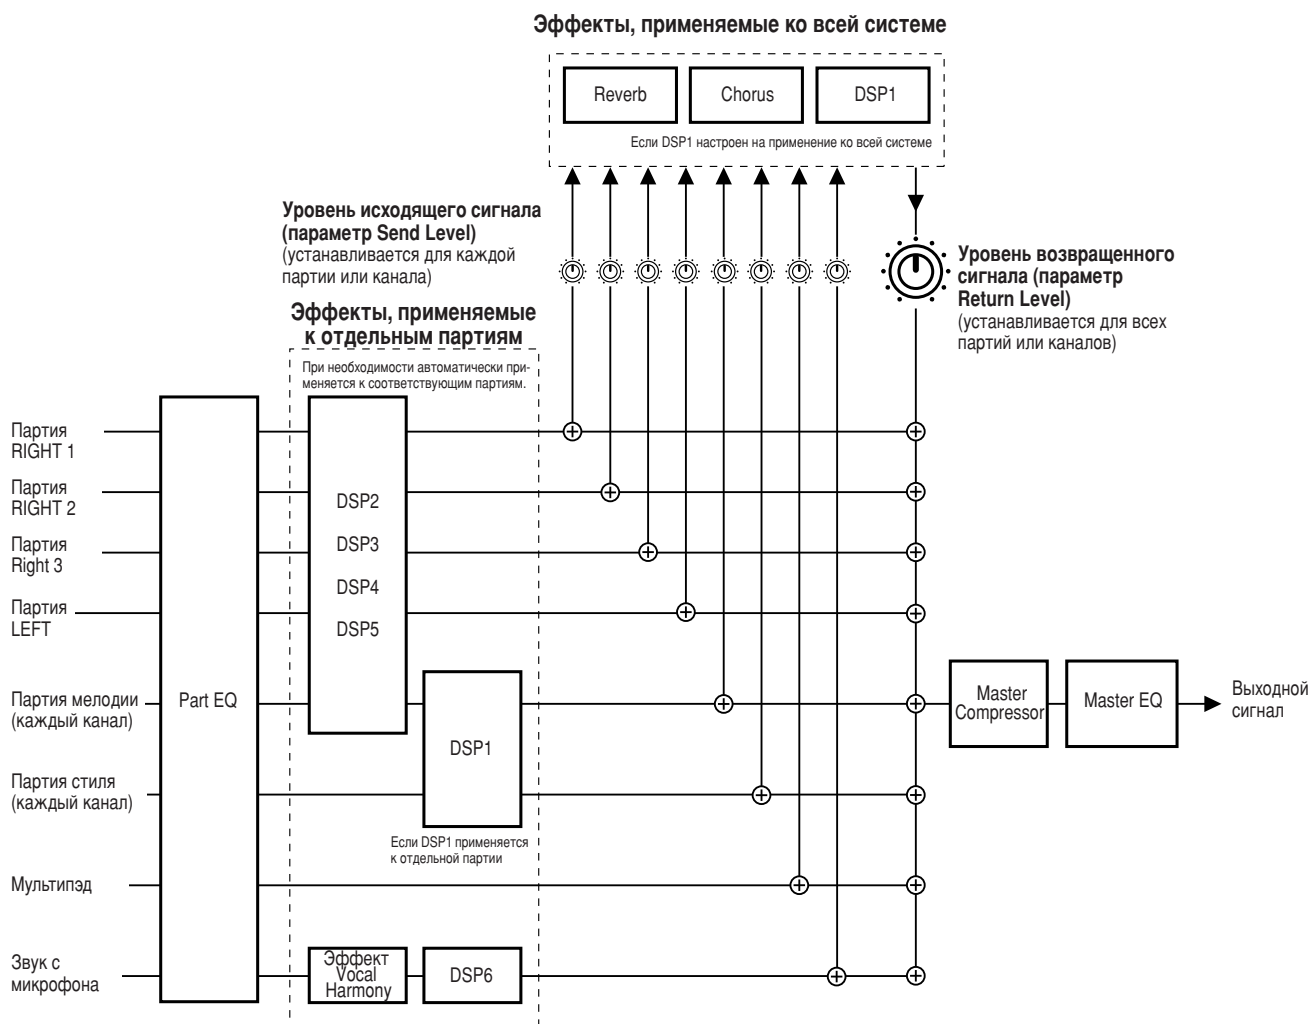 Эффекты, применяемые ко всей системе
Reverb
Chorus
DSP1
Если DSP1 настроен на применение ко всей системе
Уровень исходящего сигнала
(параметр Send Level)
(устанавливается для каждой
партии или канала)
Уровень возвращенного
сигнала (параметр
Return Level)
(устанавливается для всех
партий или каналов)
Эффекты, применяемые
к отдельным партиям
При необходимости автоматически при-
меняется к соответствующим партиям.
Партия
RIGHT 1
Партия
RIGHT 2
Партия
Right 3
Партия
LEFT
Партия мелодии
(каждый канал)
Партия стиля
(каждый канал)
Мультипэд
Звук с
микрофона
Part EQ
DSP2
DSP3
DSP4
DSP5
DSP1
Если DSP1 применяется
к отдельной партии
Эффект
Vocal
Harmony
DSP6
Master
Compressor
Master EQ
Выходной
сигнал